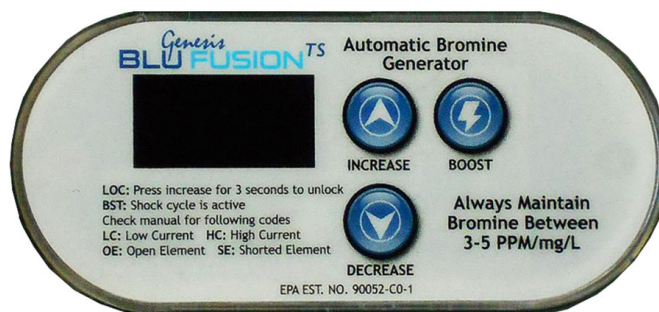 Genesis
BLU FUSION TS
Automatic Bromine
Generator
INCREASE
BOOST
LOC: Press increase for 3 seconds to unlock
BST: Shock cycle is active
Check manual for following codes
LC: Low Current HC: High Current
OE: Open Element SE: Shorted Element
DECREASE
Always Maintain
Bromine Between
3-5 PPM/mg/L
EPA EST. NO. 90052-C0-1